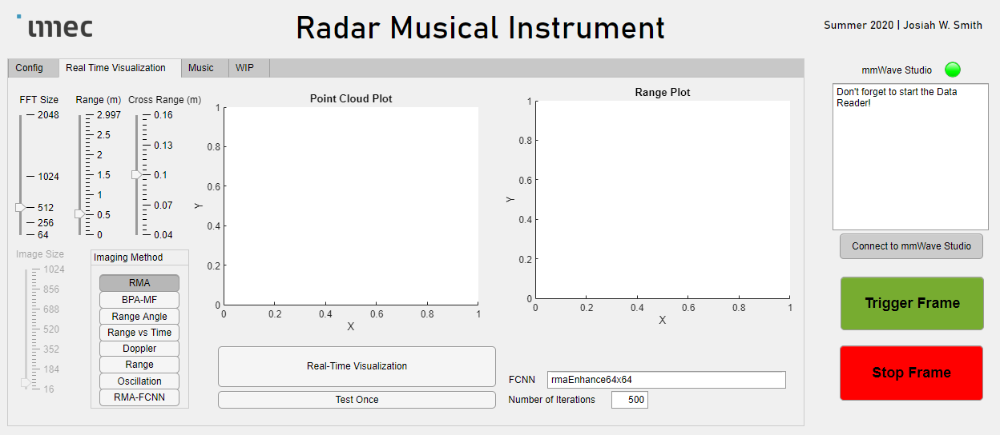 imec
Radar Musical Instrument
Summer 2020 | Josiah W. Smith
Config
Real Time Visualization
Music
WIP
FFT Size
2048
1024
512
256
64
Range (m)
2.997
2.5
2
1.5
1
0.5
0
Cross Range (m)
0.16
0.13
0.1
0.07
0.04
Image Size
1024
856
688
520
352
184
16
Imaging Method
RMA
BPA-MF
Range Angle
Range vs Time
Doppler
Range
Oscillation
RMA-FCNN
Point Cloud Plot
1
0.8
0.6
0.4
0.2
0
Y
0 0.2 0.4 0.6 0.8 1
X
Range Plot
1
0.8
0.6
0.4
0.2
0
Y
0 0.2 0.4 0.6 0.8 1
X
Real-Time Visualization
Test Once
FCNN rmaEnhance64x64
Number of Iterations 500
mmWave Studio
Don't forget to start the Data
Reader!
Connect to mmWave Studio
Trigger Frame
Stop Frame